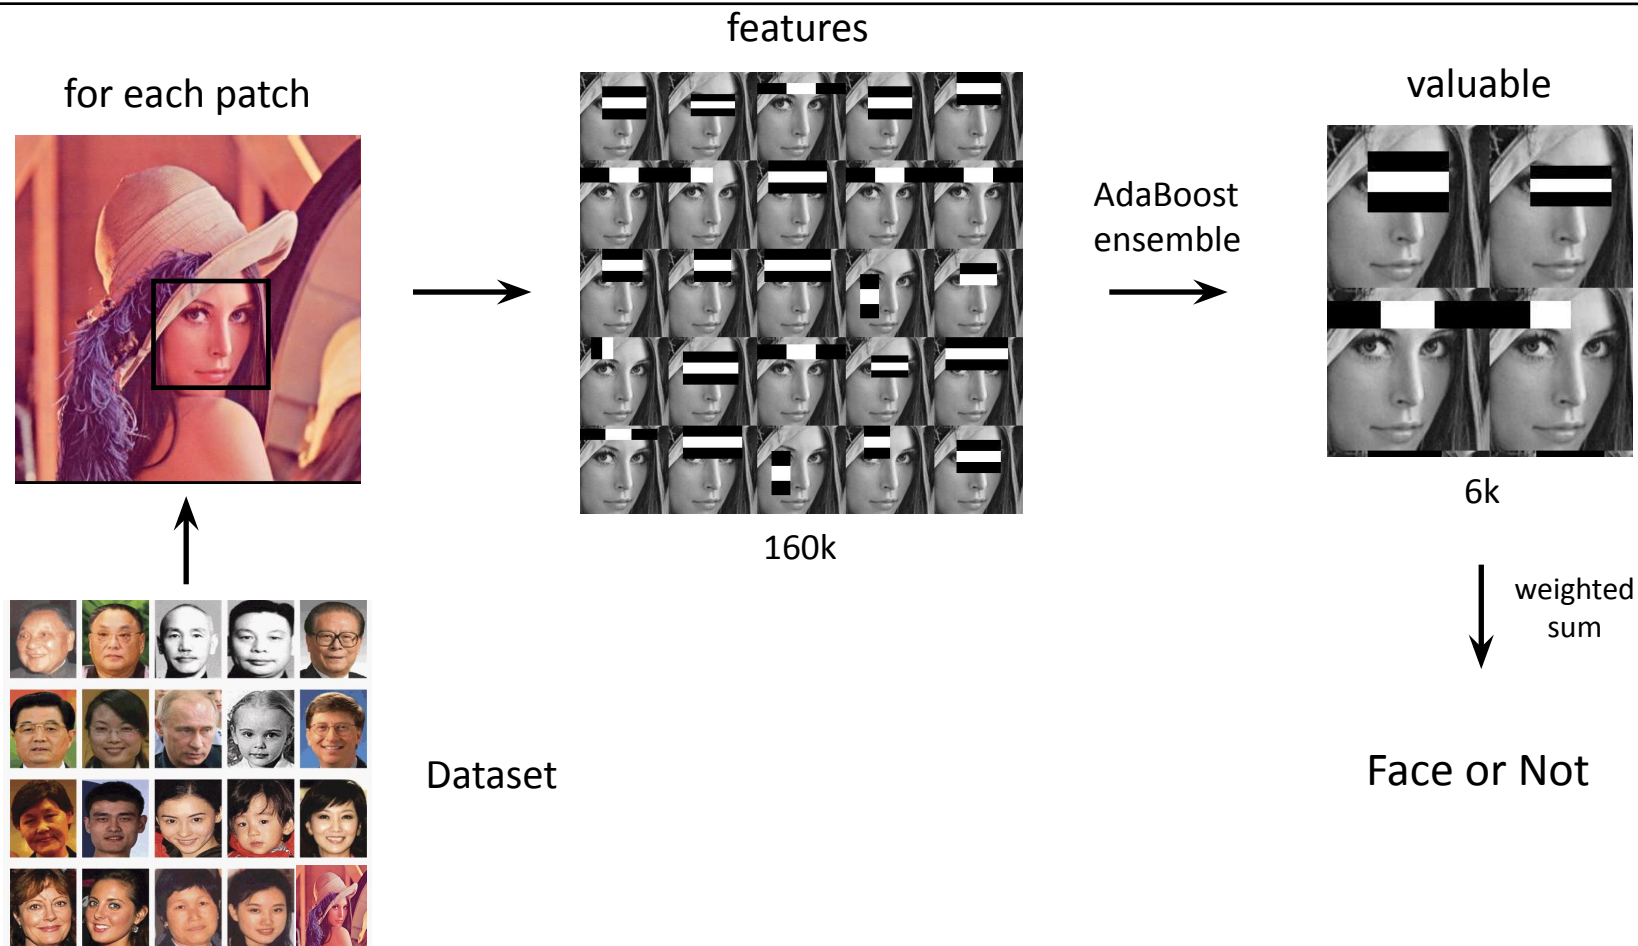 features
for each patch
valuable
AdaBoost
ensemble
6k
160k
weighted
sum
Dataset
Face or Not